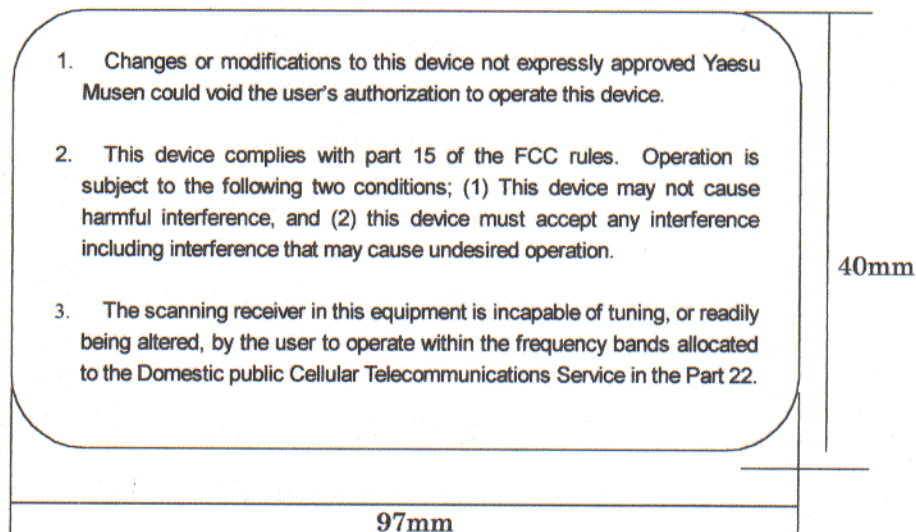 1. Changes or modifications to this device not expressly approved Yaesu
Musen could void the user's authorization to operate this device.
2. This device complies with part 15 of the FCC rules. Operation is
subject to the following two conditions; (1) This device may not cause
harmful interference, and (2) this device must accept any interference
including interference that may cause undesired operation.
3. The scanning receiver in this equipment is incapable of tuning, or readily
being altered, by the user to operate within the frequency bands allocated
to the Domestic public Cellular Telecommunications Service in the Part 22.
40mm
97mm